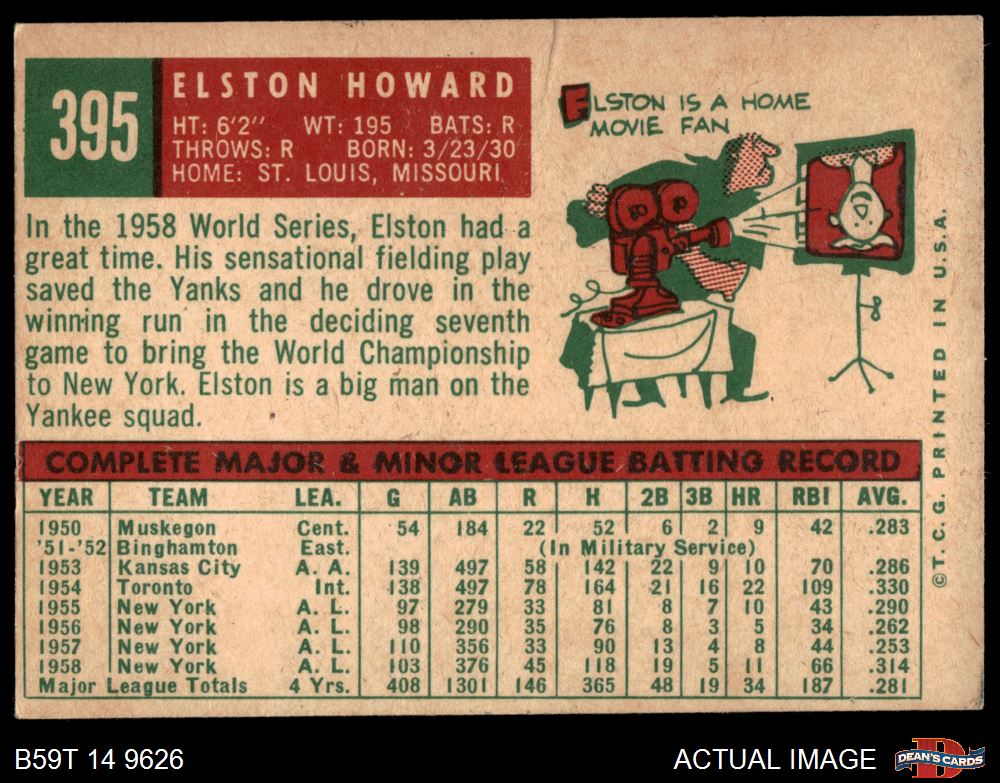 395
ELSTON HOWARD
HT: 6'2" WT: 195 BATS: R
THROWS: R BORN: 3/23/30
HOME: ST. LOUIS, MISSOURI
ELSTON IS A HOME
MOVIE FAN
In the 1958 World Series, Elston had a
great time. His sensational fielding play
saved the Yanks and he drove in the
winning run in the deciding seventh
game to bring the World Championship
to New York. Elston is a big man on the
Yankee squad.
COMPLETE MAJOR & MINOR LEAGUE BATTING RECORD
YEAR TEAM LEA. G AB R H 2B 3B HR RBI AVG.
1950 Muskegon Cent. 54 184 22 52 6 2 9 42 .283
'51-'52 Binghamton East. (In Military Service)
1953 Kansas City A. A. 139 497 58 142 22 9 10 70 .286
1954 Toronto Int. 138 497 78 164 21 16 22 109 .330
1955 New York A. L. 97 279 33 81 8 7 10 43 .290
1956 New York A. L. 98 290 35 76 8 3 5 34 .262
1957 New York A. L. 110 356 33 90 13 4 8 44 .253
1958 New York A. L. 103 376 45 118 19 5 11 66 .314
Major League Totals 4 Yrs. 408 1301 146 365 48 19 34 187 .281
© T. C. G. PRINTED IN U.S.A.
B59T 14 9626
ACTUAL IMAGE
D
DEAN'S CARDS